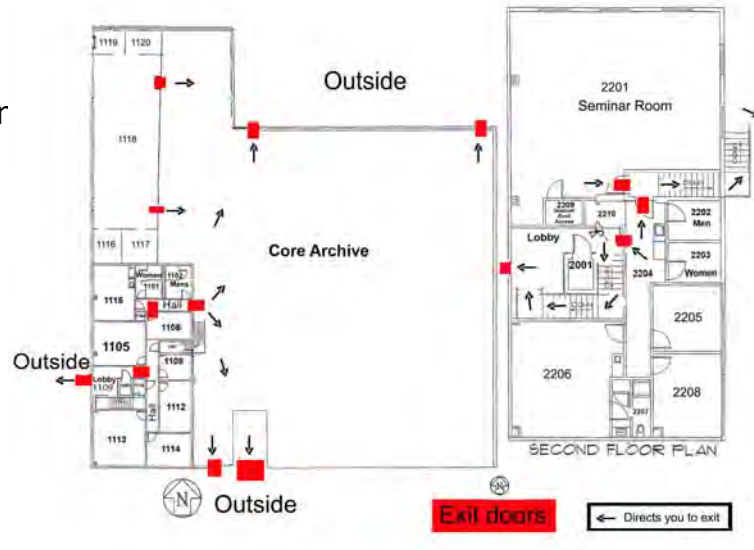 1119
1120
Outside
2201
Seminar Room
r
1118
2209
2210
2202
Men
1116
1117
Core Archive
Lobby
2001
2204
2203
Women
Women
1101
1102
Mens
1115
Hall
1106
2205
1105
Outside
1108
Lobby
1109
Hall
1112
2206
2208
1113
1114
2207
SECOND FLOOR PLAN
N
Outside
N
Exit doors
Directs you to exit